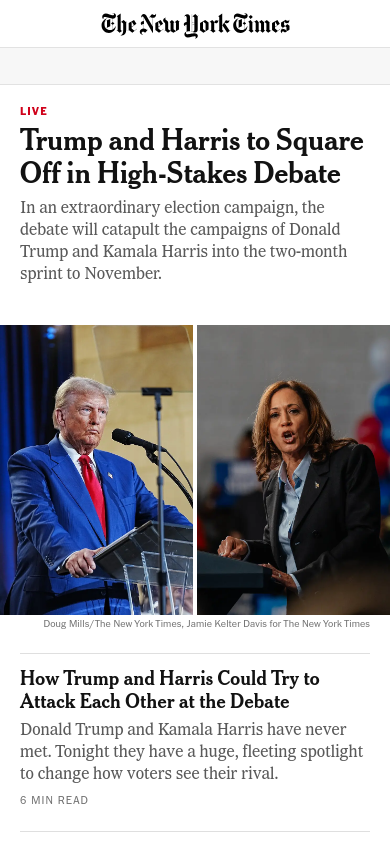 The New York Times
LIVE
Trump and Harris to Square
Off in High-Stakes Debate
In an extraordinary election campaign, the
debate will catapult the campaigns of Donald
Trump and Kamala Harris into the two-month
sprint to November.
Doug Mills/The New York Times, Jamie Kelter Davis for The New York Times
How Trump and Harris Could Try to
Attack Each Other at the Debate
Donald Trump and Kamala Harris have never
met. Tonight they have a huge, fleeting spotlight
to change how voters see their rival.
6 MIN READ